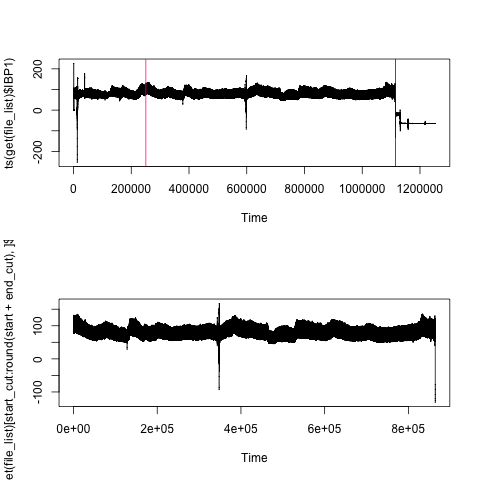 ts(get(file_list)$IBP1)
200
0
-200
0
200000
400000
600000
800000
1000000
1200000
Time
et(file_list)[start_cut:round(start + end_cut), ]$
100
0
-100
0e+00
2e+05
4e+05
6e+05
8e+05
Time